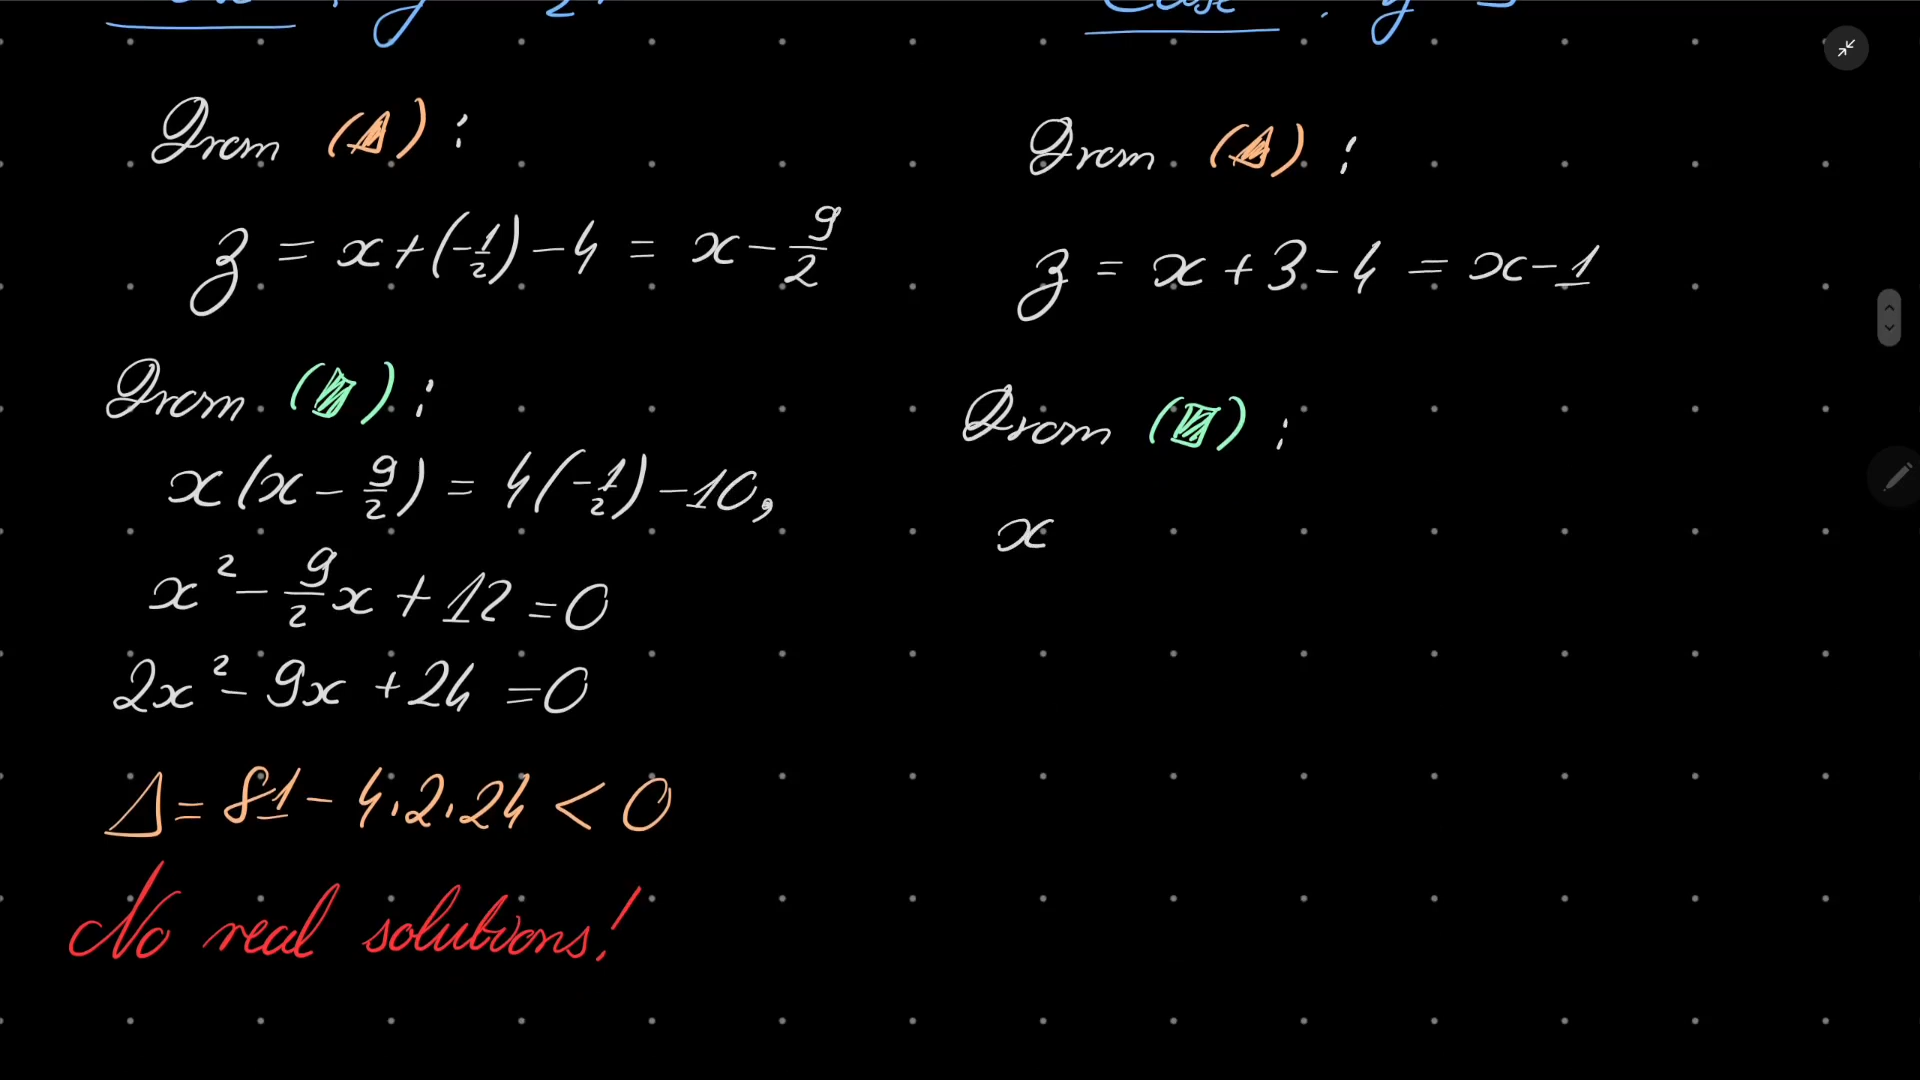 From (Δ) :
z = x + (-1/2) - 4 = x - 9/2
From (□) :
x(x - 9/2) = 4(-1/2) - 10,
x² - 9/2 x + 12 = 0
2x² - 9x + 24 = 0
Δ = 81 - 4·2·24 < 0
No real solutions!
Case : y
From (Δ) :
z = x + 3 - 4 = x - 1
From (□) :
x